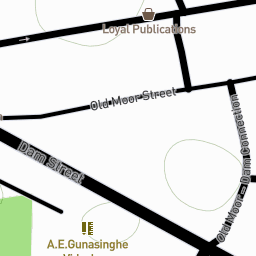 Loyal Publications
Old Moor Street
Dam Street
Old Moor - Dam Connection
A.E.Gunasinghe